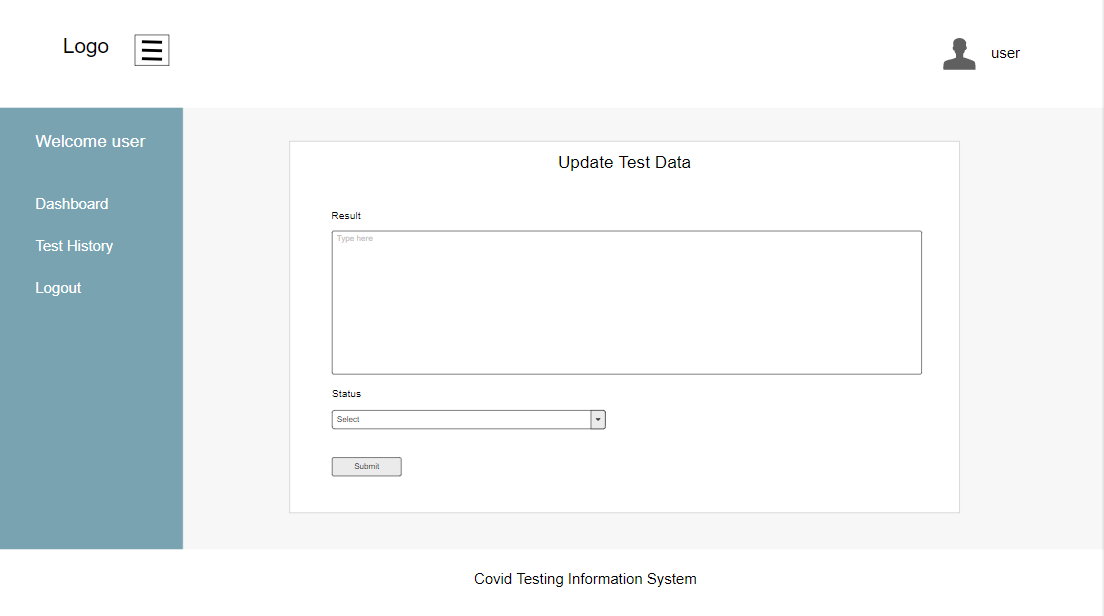 Logo
user
Welcome user
Dashboard
Test History
Logout
Update Test Data
Result
Type here
Status
Select
Submit
Covid Testing Information System